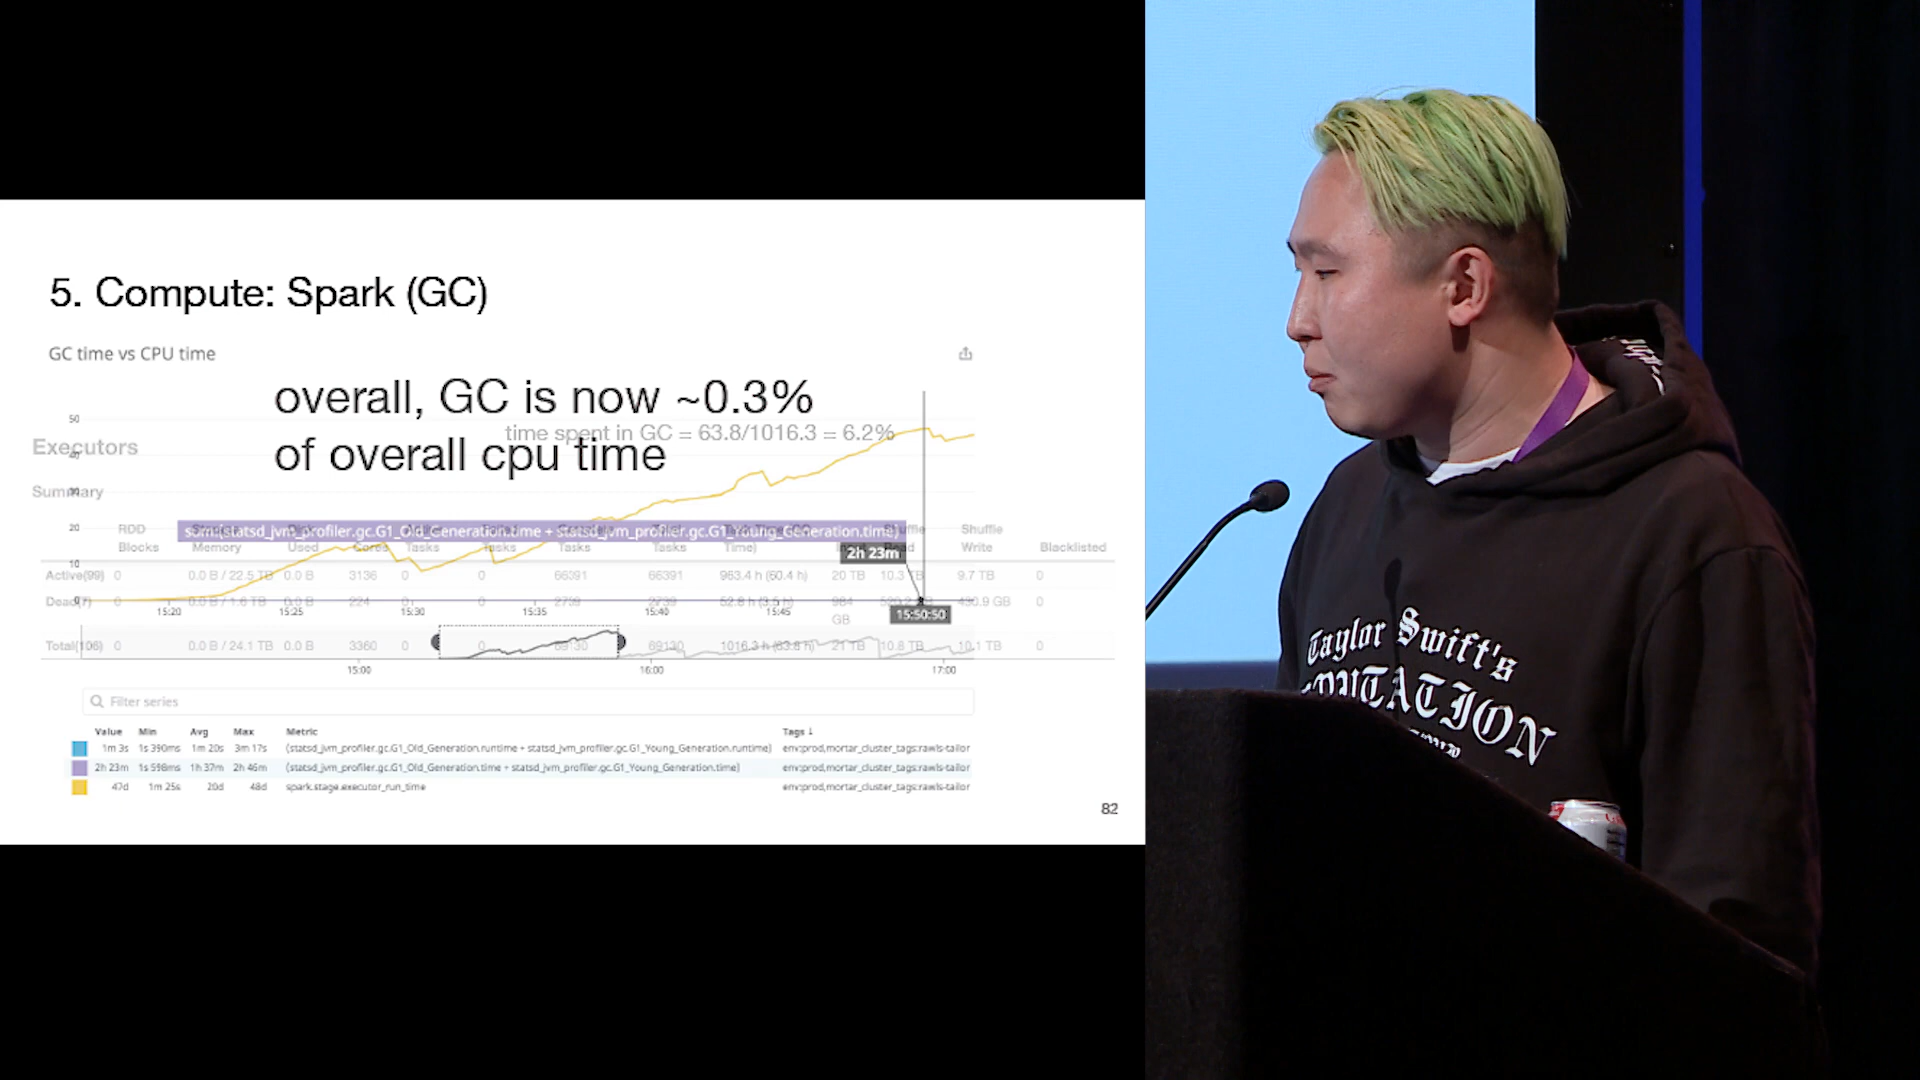 5. Compute: Spark (GC)
GC time vs CPU time
overall, GC is now ~0.3%
of overall cpu time
time spent in GC = 63.8/1016.3 = 6.2%
50
20
10
0
Executors
Summary
RDD Blocks
Memory
Used
Cores
Tasks
Tasks
Tasks
Tasks
Time)
Shuffle Write
Blacklisted
statsd_jvm_profiler.gc.G1_Old_Generation.time + statsd_jvm_profiler.gc.G1_Young_Generation.time)
2h 23m
Active(99) 0 0.0 B / 22.5 TB 0.0 B 3136 0 0 66391 66391 963.4 h (60.4 h) 20 TB 10.3 TB 9.7 TB 0
Dead(7) 0 0.0 B / 1.6 TB 0.0 B 224 0 0 2739 2739 52.8 h (3.5 h) 984 GB 0
15:20 15:25 15:30 15:35 15:40 15:45 15:50:50
Total(106) 0 0.0 B / 24.1 TB 0.0 B 3360 0 0 69130 69130 1016.3 h (63.8 h) 21 TB 10.8 TB 10.1 TB 0
15:00 16:00 17:00
Filter series
Value Min Avg Max Metric Tags ↓
1m 3s 1s 390ms 1m 20s 3m 17s (statsd_jvm_profiler.gc.G1_Old_Generation.runtime + statsd_jvm_profiler.gc.G1_Young_Generation.runtime) env:prod,mortar_cluster_tags:rawls-tailor
2h 23m 1s 598ms 1h 37m 2h 46m (statsd_jvm_profiler.gc.G1_Old_Generation.time + statsd_jvm_profiler.gc.G1_Young_Generation.time) env:prod,mortar_cluster_tags:rawls-tailor
47d 1m 25s 20d 48d spark.stage.executor_run_time env:prod,mortar_cluster_tags:rawls-tailor
82
Taylor Swift's